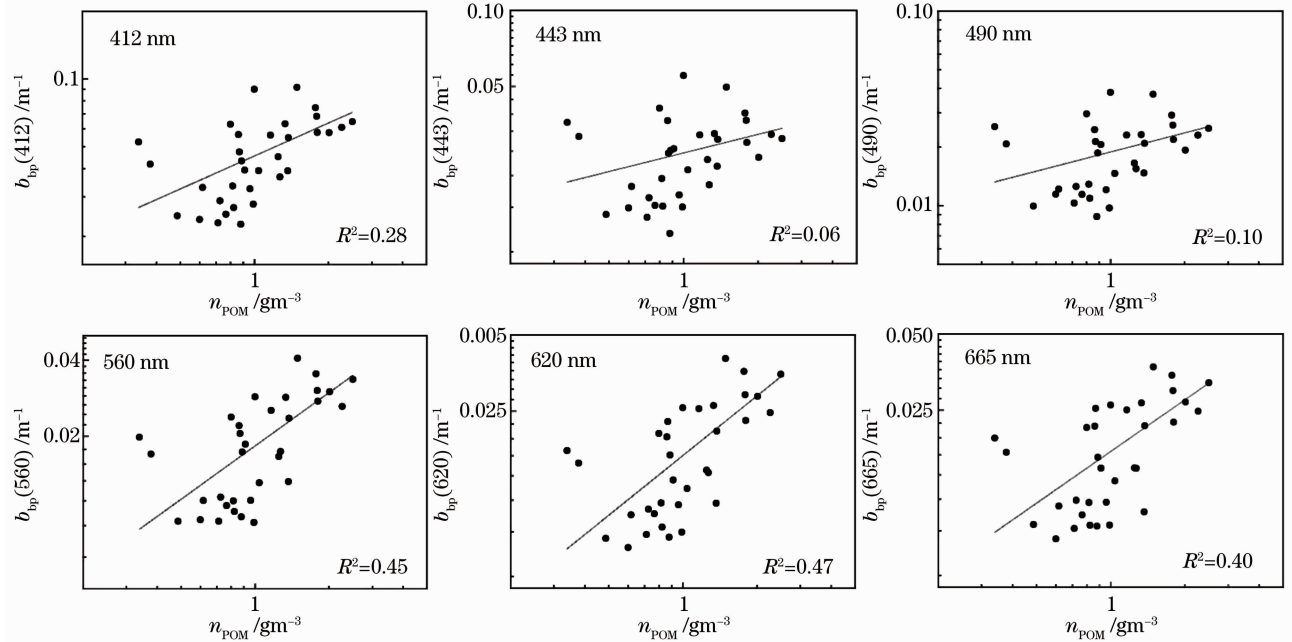 412 nm
0.1
b_bp(412) /m⁻¹
R²=0.28
1
n_POM /gm⁻³
443 nm
0.10
0.05
b_bp(443) /m⁻¹
R²=0.06
1
n_POM /gm⁻³
490 nm
0.10
0.01
b_bp(490) /m⁻¹
R²=0.10
1
n_POM /gm⁻³
560 nm
0.04
0.02
b_bp(560) /m⁻¹
R²=0.45
1
n_POM /gm⁻³
620 nm
0.005
0.025
b_bp(620) /m⁻¹
R²=0.47
1
n_POM /gm⁻³
665 nm
0.050
0.025
b_bp(665) /m⁻¹
R²=0.40
1
n_POM /gm⁻³